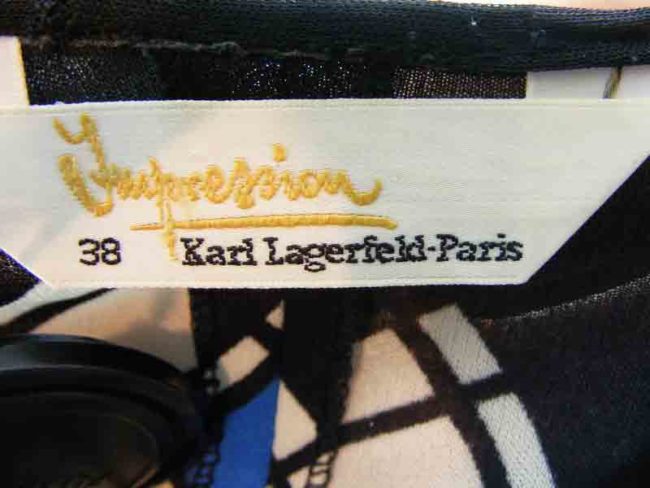 Impression
38 Karl Lagerfeld-Paris